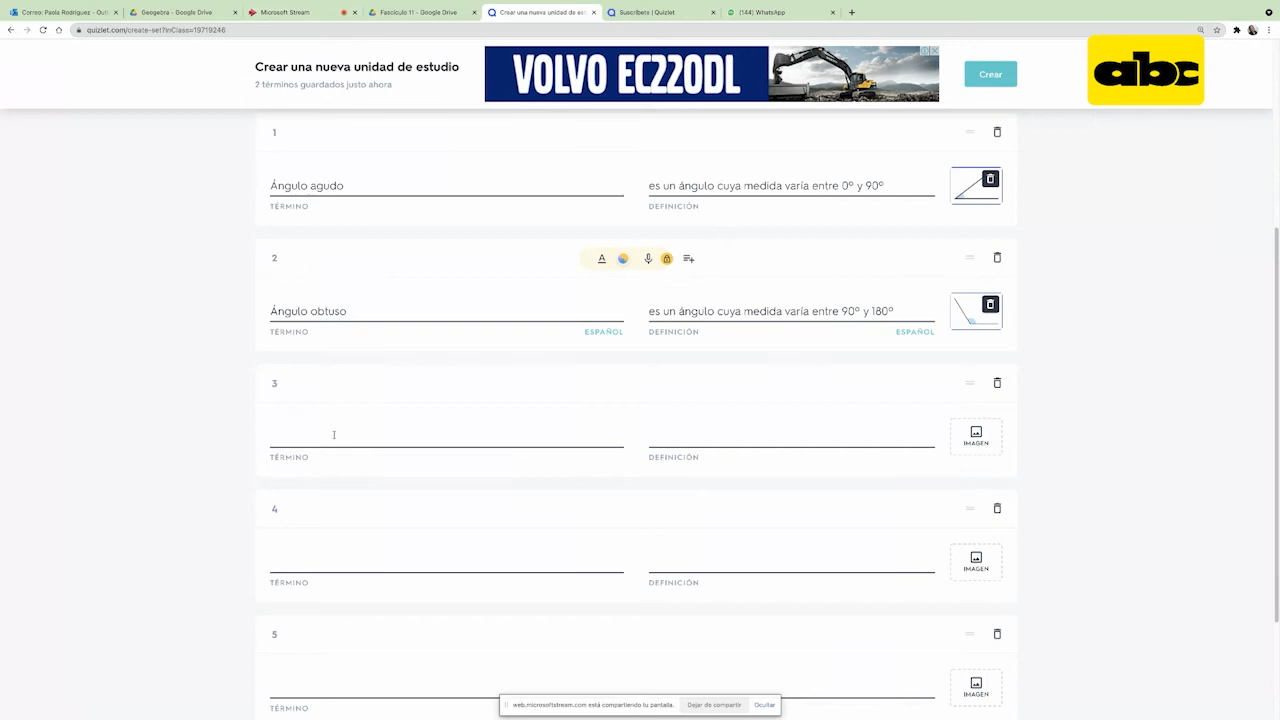 Correo: Paola Rodriguez - Outl
Geogebra - Google Drive
Microsoft Stream
Fascículo 11 - Google Drive
Crear una nueva unidad de est
Suscríbete | Quizlet
(144) WhatsApp
quizlet.com/create-set?inClass=19719246
Crear una nueva unidad de estudio
2 términos guardados justo ahora
VOLVO EC220DL
Crear
abc
1
Ángulo agudo
es un ángulo cuya medida varía entre 0º y 90º
TÉRMINO
DEFINICIÓN
2
Ángulo obtuso
es un ángulo cuya medida varía entre 90º y 180º
TÉRMINO
ESPAÑOL
DEFINICIÓN
ESPAÑOL
3
IMAGEN
TÉRMINO
DEFINICIÓN
4
IMAGEN
TÉRMINO
DEFINICIÓN
5
IMAGEN
TÉRMINO
web.microsoftstream.com está compartiendo tu pantalla.
Dejar de compartir
Ocultar